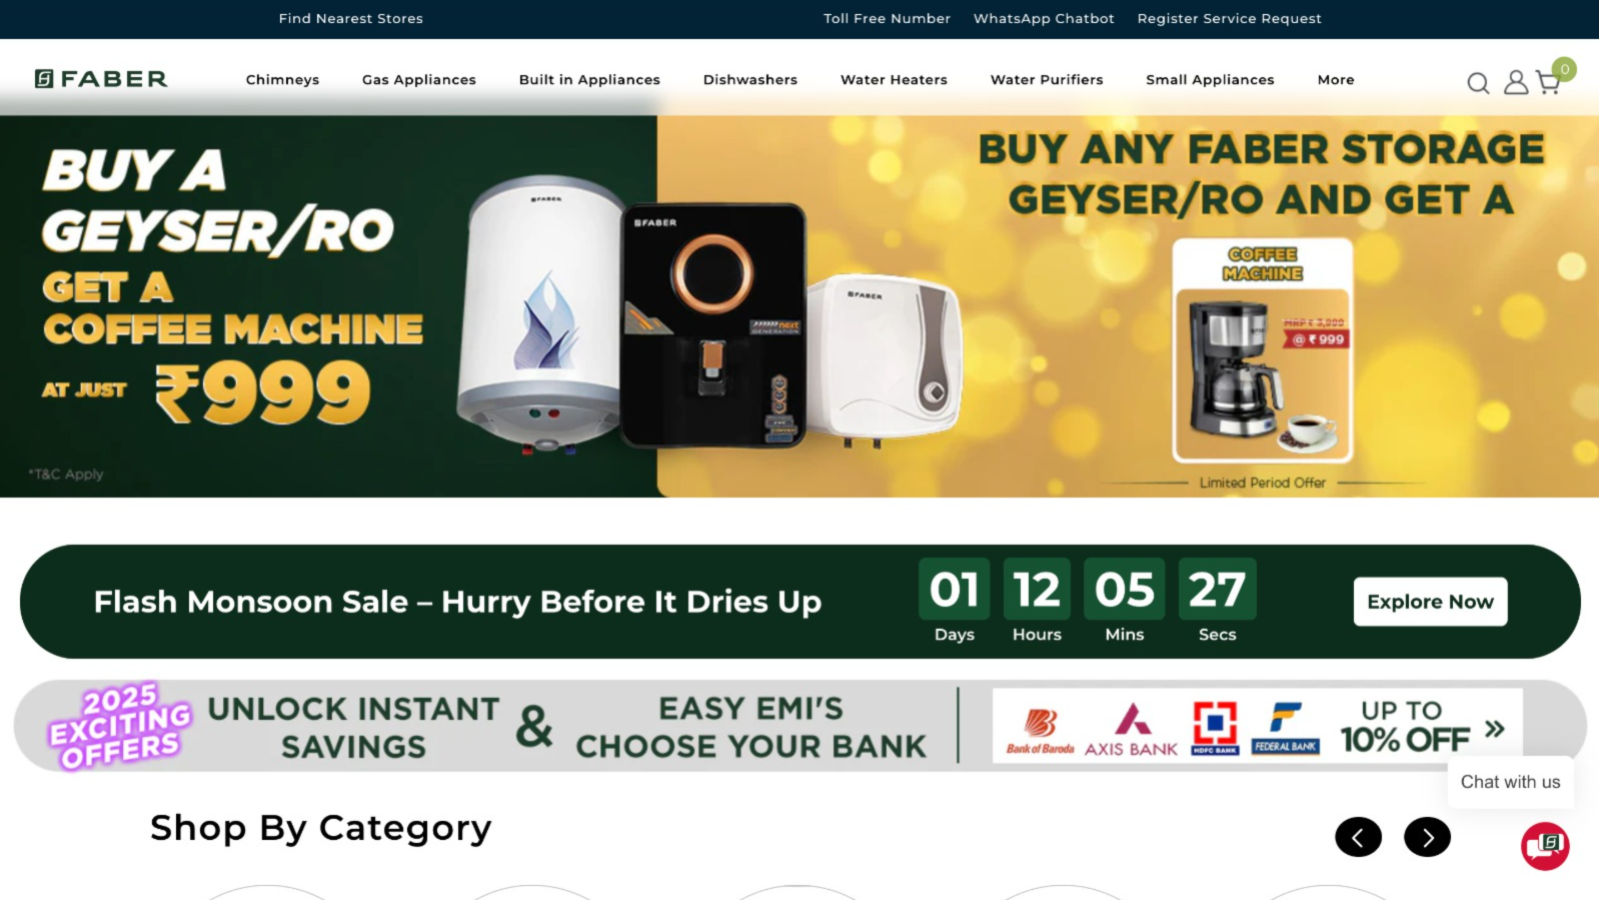 Find Nearest Stores
Toll Free Number
WhatsApp Chatbot
Register Service Request
FABER
Chimneys
Gas Appliances
Built in Appliances
Dishwashers
Water Heaters
Water Purifiers
Small Appliances
More
0
BUY A
GEYSER/RO
GET A
COFFEE MACHINE
AT JUST ₹999
*T&C Apply
FABER
FABER
next
GENERATION
FABER
BUY ANY FABER STORAGE
GEYSER/RO AND GET A
COFFEE
MACHINE
MRP ₹ 3,999
@ ₹ 999
Limited Period Offer
Flash Monsoon Sale – Hurry Before It Dries Up
01 12 05 27
Days Hours Mins Secs
Explore Now
2025
EXCITING
OFFERS
UNLOCK INSTANT
SAVINGS
&
EASY EMI'S
CHOOSE YOUR BANK
Bank of Baroda
AXIS BANK
HDFC BANK
FEDERAL BANK
UP TO
10% OFF
Chat with us
Shop By Category